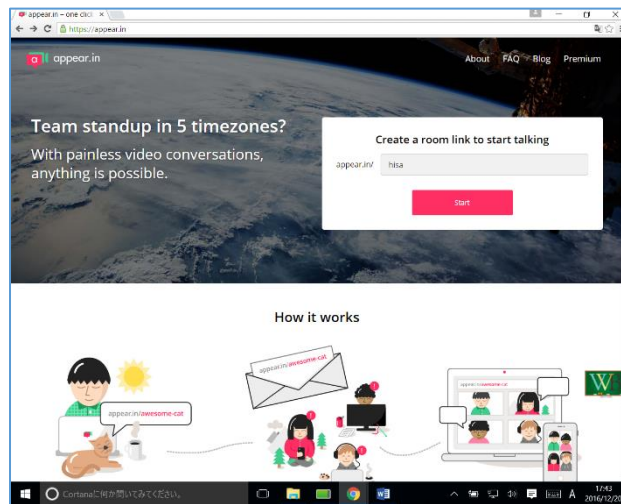 appear.in – one click
https://appear.in
a appear.in
About FAQ Blog Premium
Team standup in 5 timezones?
With painless video conversations,
anything is possible.
Create a room link to start talking
appear.in/ hisa
Start
How it works
appear.in/awesome-cat
appear.in/awesome-cat
appear.in/awesome-cat
W
Cortanaに何か聞いてみてください。
A
17:43
2016/12/20